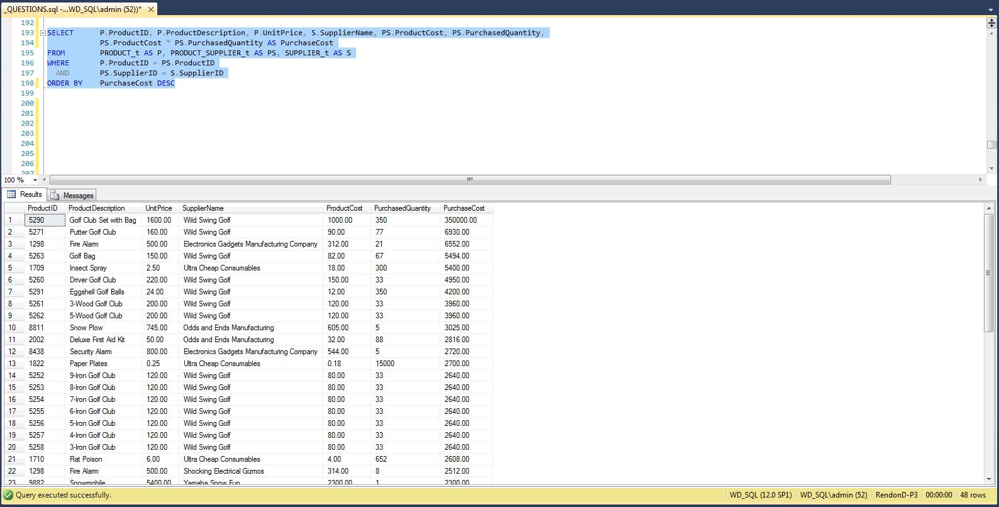 _QUESTIONS.sql -...WD_SQL\admin (52))*
192
193 SELECT P.ProductID, P.ProductDescription, P.UnitPrice, S.SupplierName, PS.ProductCost, PS.PurchasedQuantity,
194 PS.ProductCost * PS.PurchasedQuantity AS PurchaseCost
195 FROM PRODUCT_t AS P, PRODUCT_SUPPLIER_t AS PS, SUPPLIER_t AS S
196 WHERE P.ProductID = PS.ProductID
197 AND PS.SupplierID = S.SupplierID
198 ORDER BY PurchaseCost DESC
199
200
201
202
203
204
205
206
207
100 %
Results Messages
ProductID ProductDescription UnitPrice SupplierName ProductCost PurchasedQuantity PurchaseCost
1 5290 Golf Club Set with Bag 1600.00 Wild Swing Golf 1000.00 350 350000.00
2 5271 Putter Golf Club 160.00 Wild Swing Golf 90.00 77 6930.00
3 1298 Fire Alarm 500.00 Electronics Gadgets Manufacturing Company 312.00 21 6552.00
4 5263 Golf Bag 150.00 Wild Swing Golf 82.00 67 5494.00
5 1709 Insect Spray 2.50 Ultra Cheap Consumables 18.00 300 5400.00
6 5260 Driver Golf Club 220.00 Wild Swing Golf 150.00 33 4950.00
7 5291 Eggshell Golf Balls 24.00 Wild Swing Golf 12.00 350 4200.00
8 5261 3-Wood Golf Club 200.00 Wild Swing Golf 120.00 33 3960.00
9 5262 5-Wood Golf Club 200.00 Wild Swing Golf 120.00 33 3960.00
10 8811 Snow Plow 745.00 Odds and Ends Manufacturing 605.00 5 3025.00
11 2002 Deluxe First Aid Kit 50.00 Odds and Ends Manufacturing 32.00 88 2816.00
12 8438 Security Alarm 800.00 Electronics Gadgets Manufacturing Company 544.00 5 2720.00
13 1822 Paper Plates 0.25 Ultra Cheap Consumables 0.18 15000 2700.00
14 5252 9-Iron Golf Club 120.00 Wild Swing Golf 80.00 33 2640.00
15 5253 8-Iron Golf Club 120.00 Wild Swing Golf 80.00 33 2640.00
16 5254 7-Iron Golf Club 120.00 Wild Swing Golf 80.00 33 2640.00
17 5255 6-Iron Golf Club 120.00 Wild Swing Golf 80.00 33 2640.00
18 5256 5-Iron Golf Club 120.00 Wild Swing Golf 80.00 33 2640.00
19 5257 4-Iron Golf Club 120.00 Wild Swing Golf 80.00 33 2640.00
20 5258 3-Iron Golf Club 120.00 Wild Swing Golf 80.00 33 2640.00
21 1710 Rat Poison 6.00 Ultra Cheap Consumables 4.00 652 2608.00
22 1298 Fire Alarm 500.00 Shocking Electrical Gizmos 314.00 8 2512.00
23 9882 Snowmobile 5400.00 Yamaha Snow Fun 2300.00 1 2300.00
Query executed successfully. WD_SQL (12.0 SP1) WD_SQL\admin (52) RendonD-P3 00:00:00 48 rows